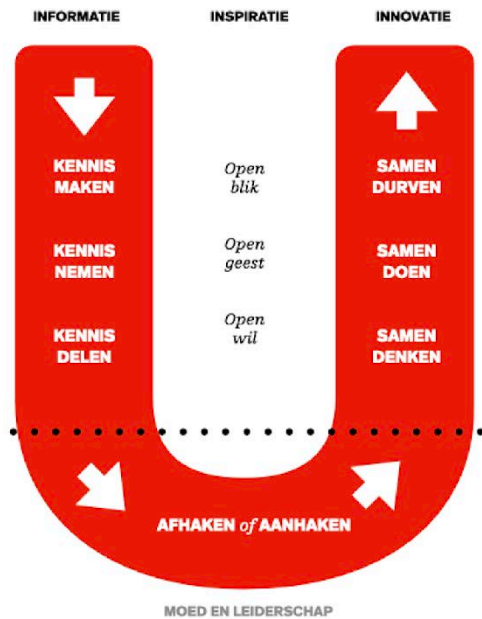 INFORMATIE
INSPIRATIE
INNOVATIE
KENNIS
MAKEN
KENNIS
NEMEN
KENNIS
DELEN
Open
blik
Open
geest
Open
wil
SAMEN
DURVEN
SAMEN
DOEN
SAMEN
DENKEN
AFHAKEN of AANHAKEN
MOED EN LEIDERSCHAP